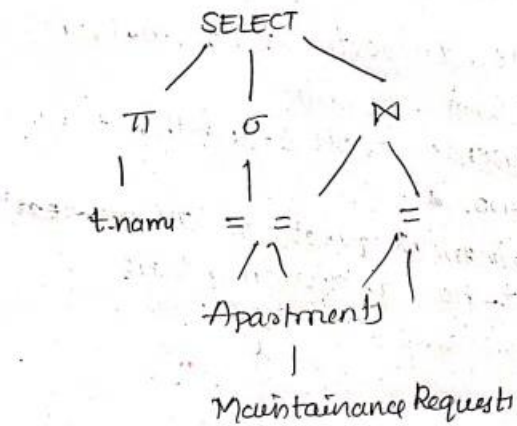 SELECT
π σ ⋈
t.name = = =
Apartments
Maintainance Requests